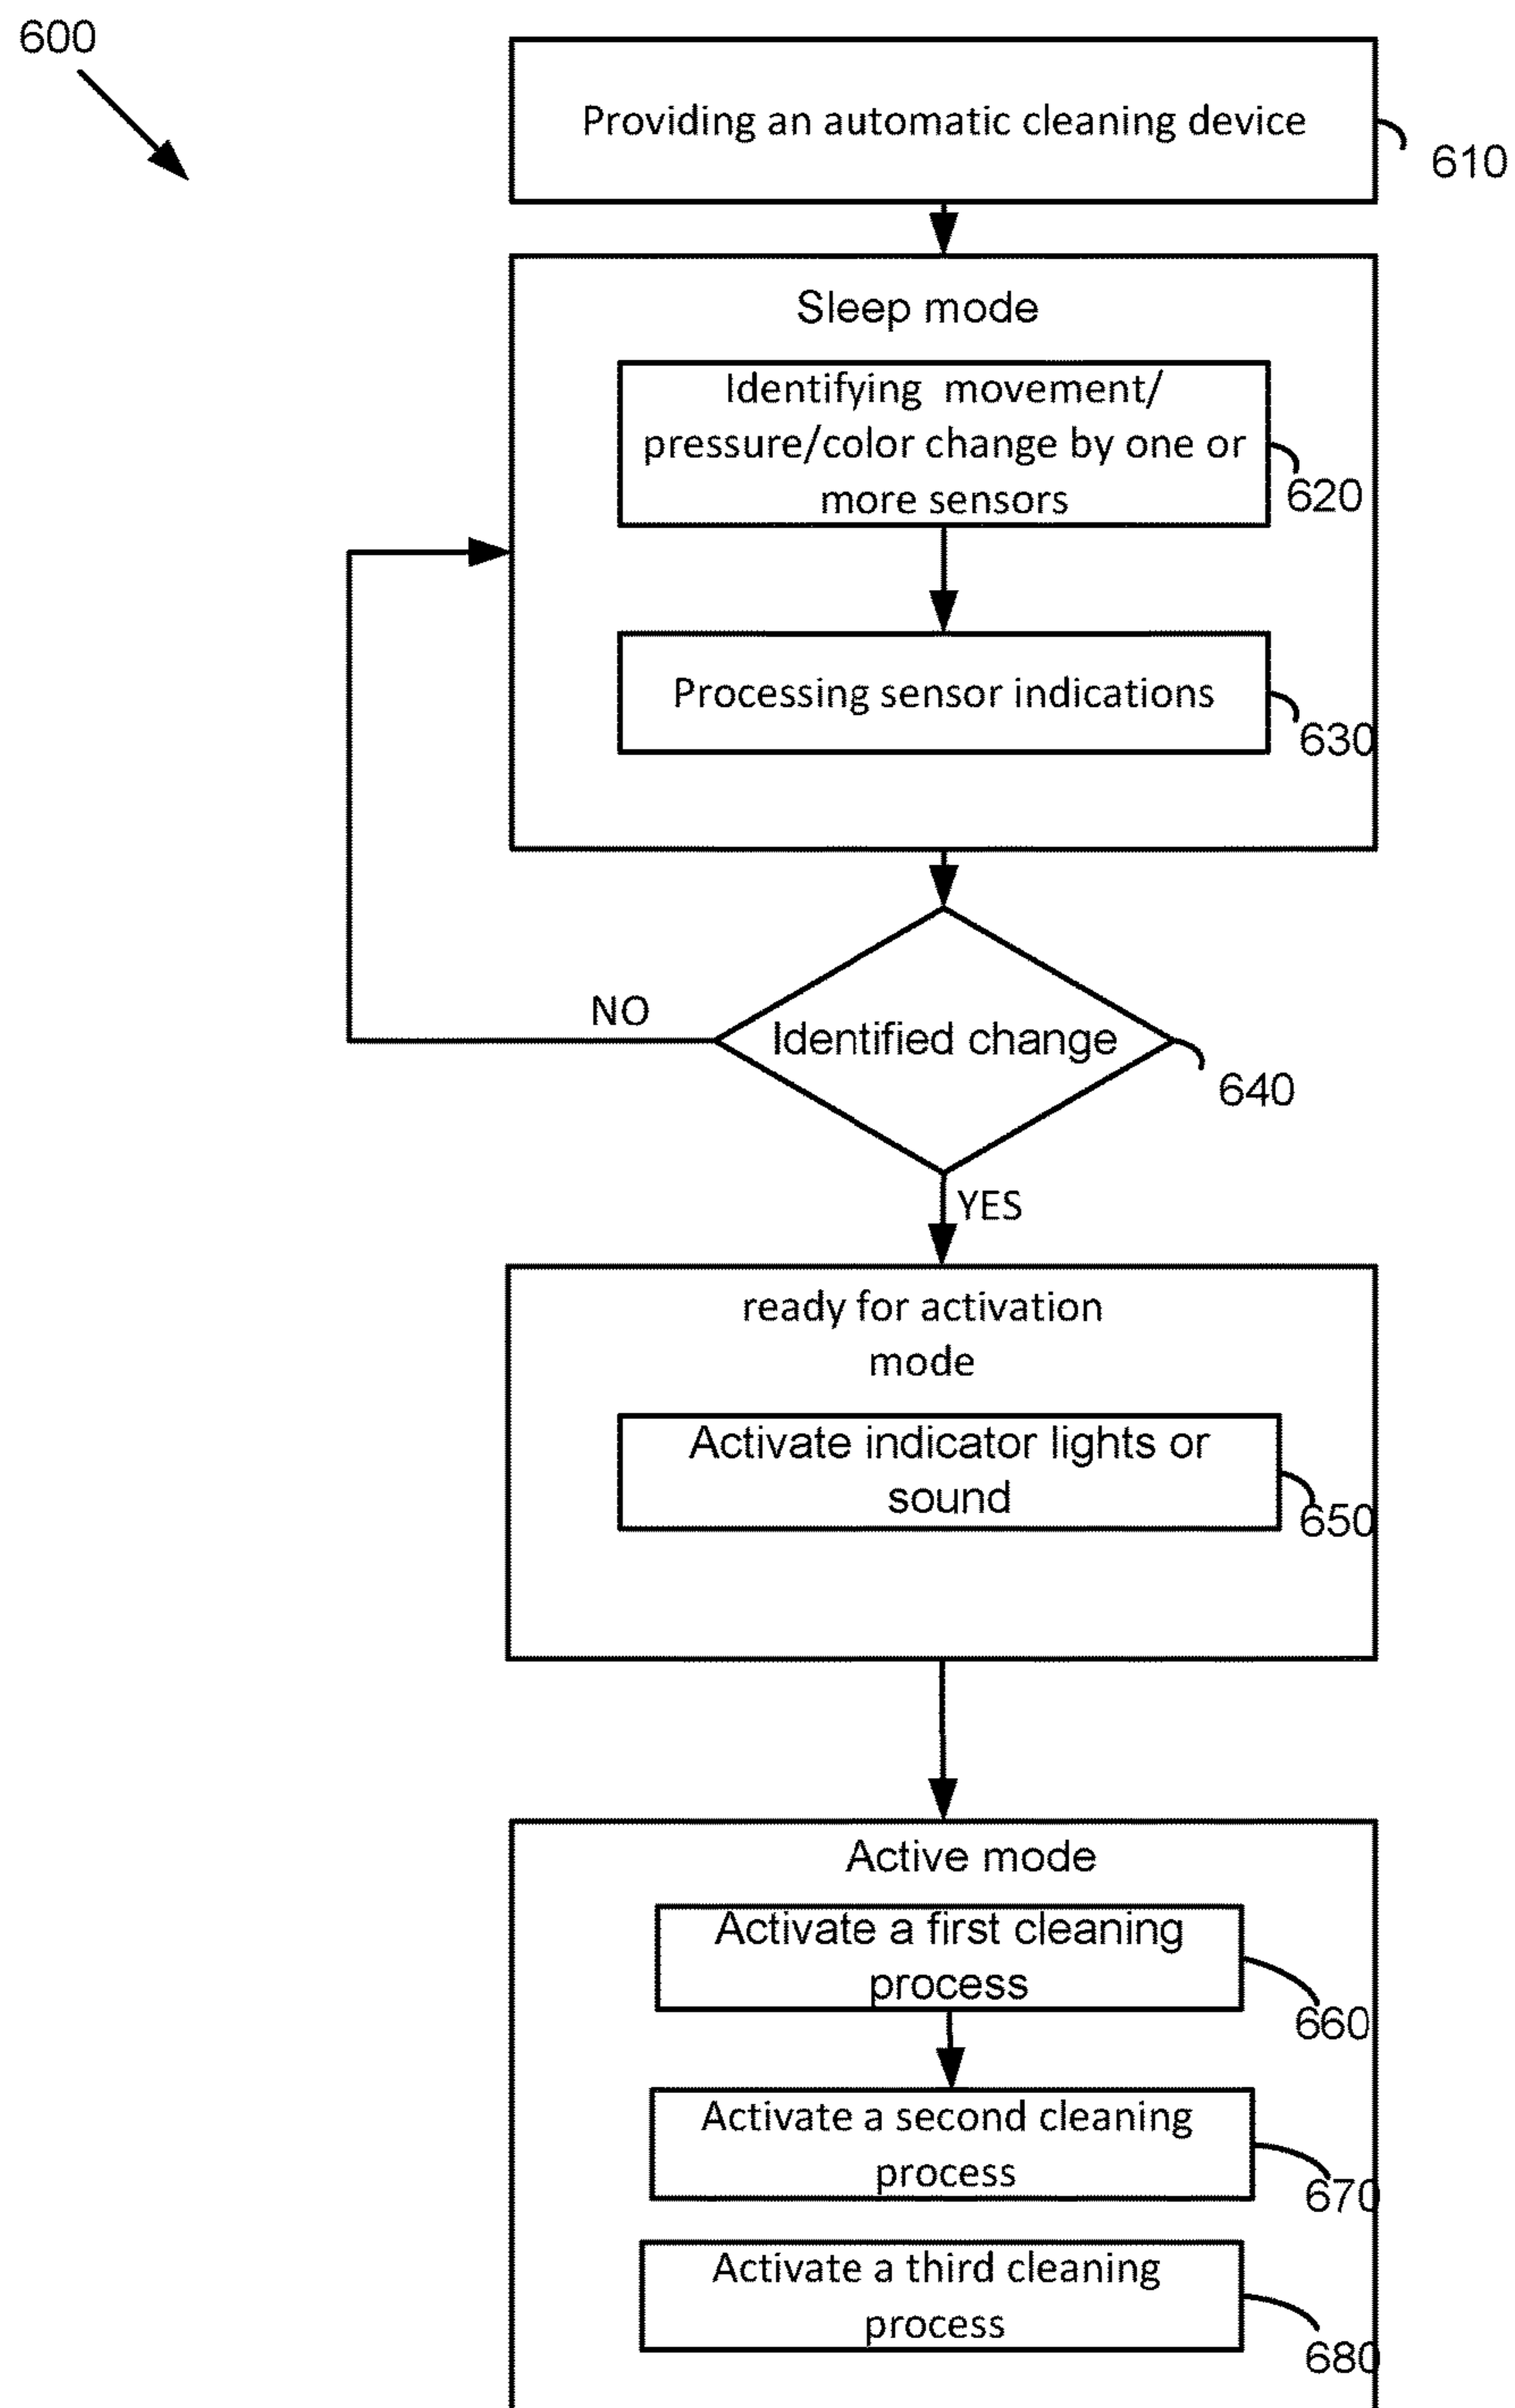 600
Providing an automatic cleaning device
610
Sleep mode
Identifying movement/
pressure/color change by one or
more sensors
620
Processing sensor indications
630
NO
Identified change
640
YES
ready for activation
mode
Activate indicator lights or
sound
650
Active mode
Activate a first cleaning
process
660
Activate a second cleaning
process
670
Activate a third cleaning
process
680